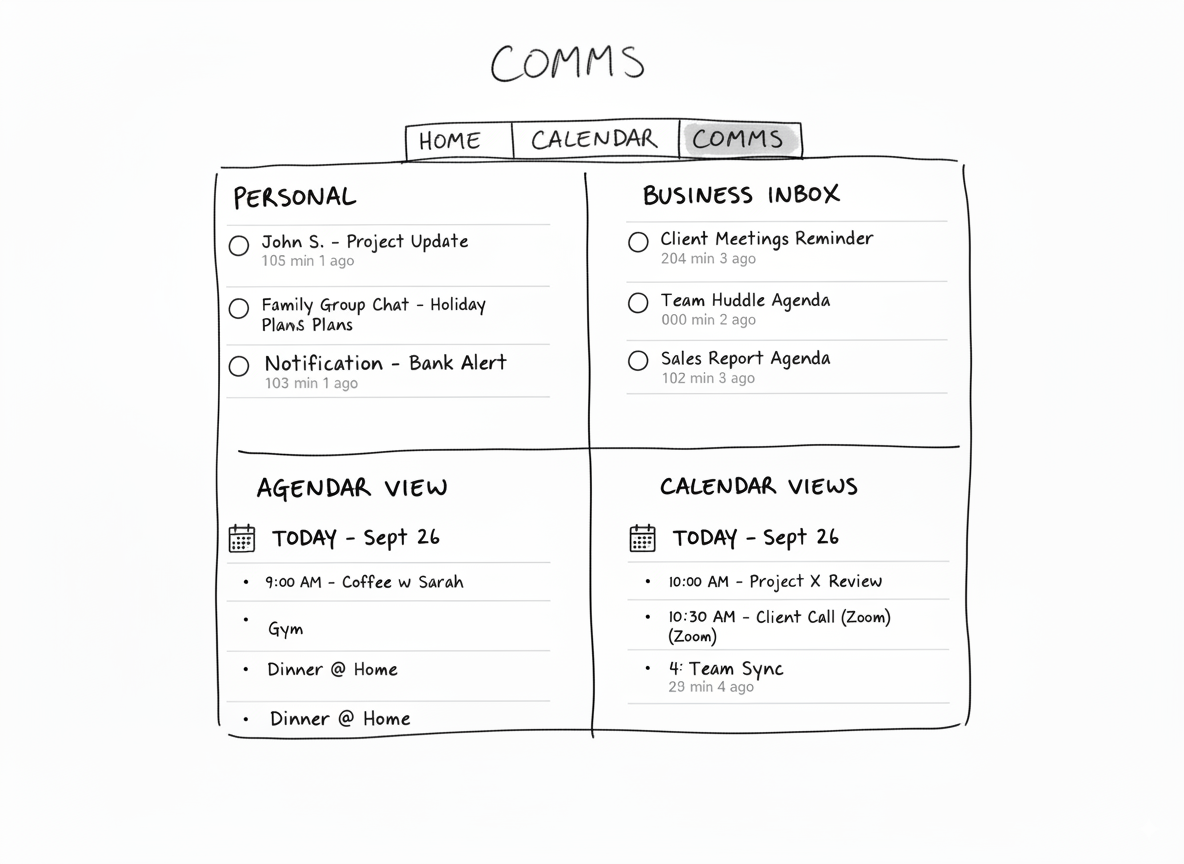 COMMS
HOME
CALENDAR
COMMS
PERSONAL
John S. - Project Update
105 min 1 ago
Family Group Chat - Holiday
Plans Plans
Notification - Bank Alert
103 min 1 ago
BUSINESS INBOX
Client Meetings Reminder
204 min 3 ago
Team Huddle Agenda
000 min 2 ago
Sales Report Agenda
102 min 3 ago
AGENDAR VIEW
TODAY - Sept 26
• 9:00 AM - Coffee w Sarah
• Gym
• Dinner @ Home
• Dinner @ Home
CALENDAR VIEWS
TODAY - Sept 26
• 10:00 AM - Project X Review
• 10:30 AM - Client Call (Zoom)
(Zoom)
• 4: Team Sync
29 min 4 ago